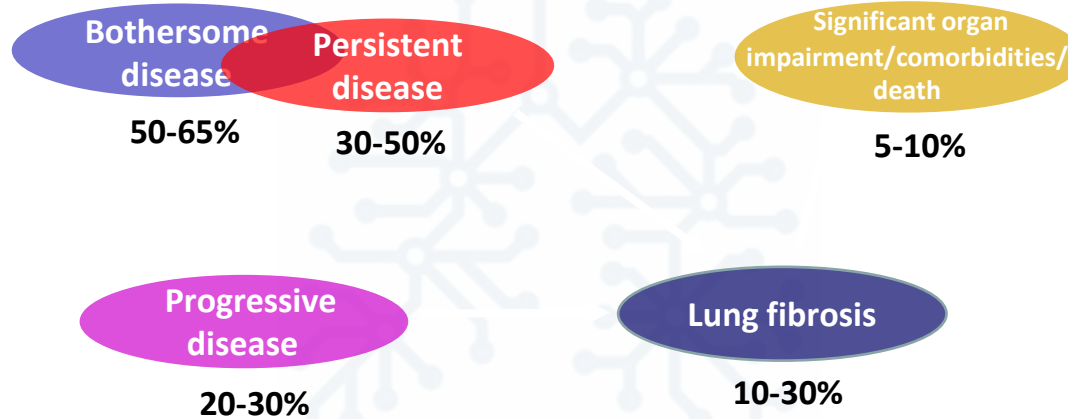 Bothersome
disease
50-65%
Persistent
disease
30-50%
Significant organ
impairment/comorbidities/
death
5-10%
Progressive
disease
20-30%
Lung fibrosis
10-30%